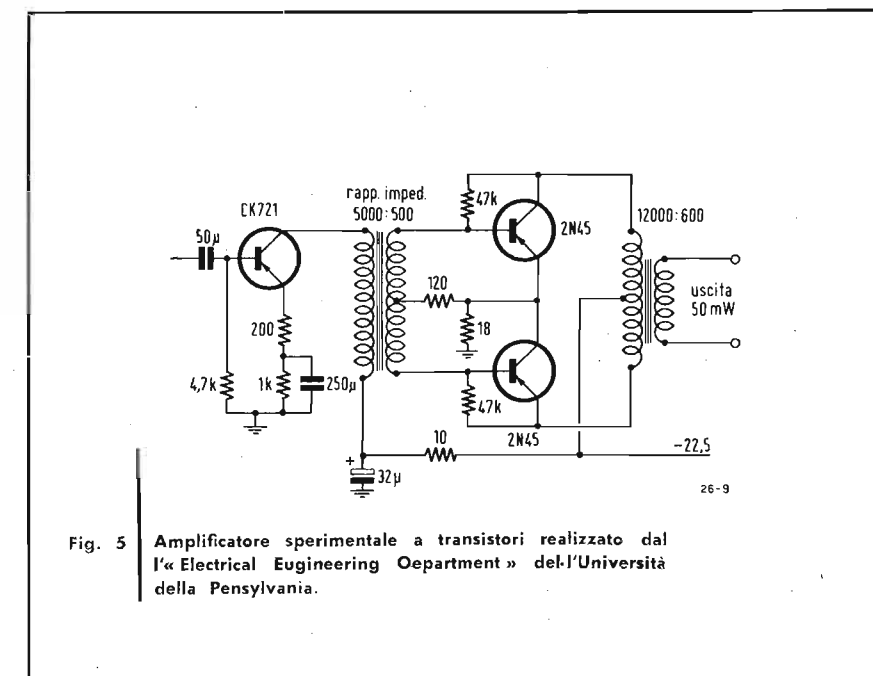 CK721
50µ
rapp. imped.
5000:500
47k
2N45
12000:600
uscita
50 mW
120
18
200
4,7k
1k
250µ
47k
2N45
10
-22,5
+
32µ
26-9
Fig. 5
Amplificatore sperimentale a transistori realizzato dal
l'« Electrical Eugineering Oepartment » del·l'Università
della Pensylvania.